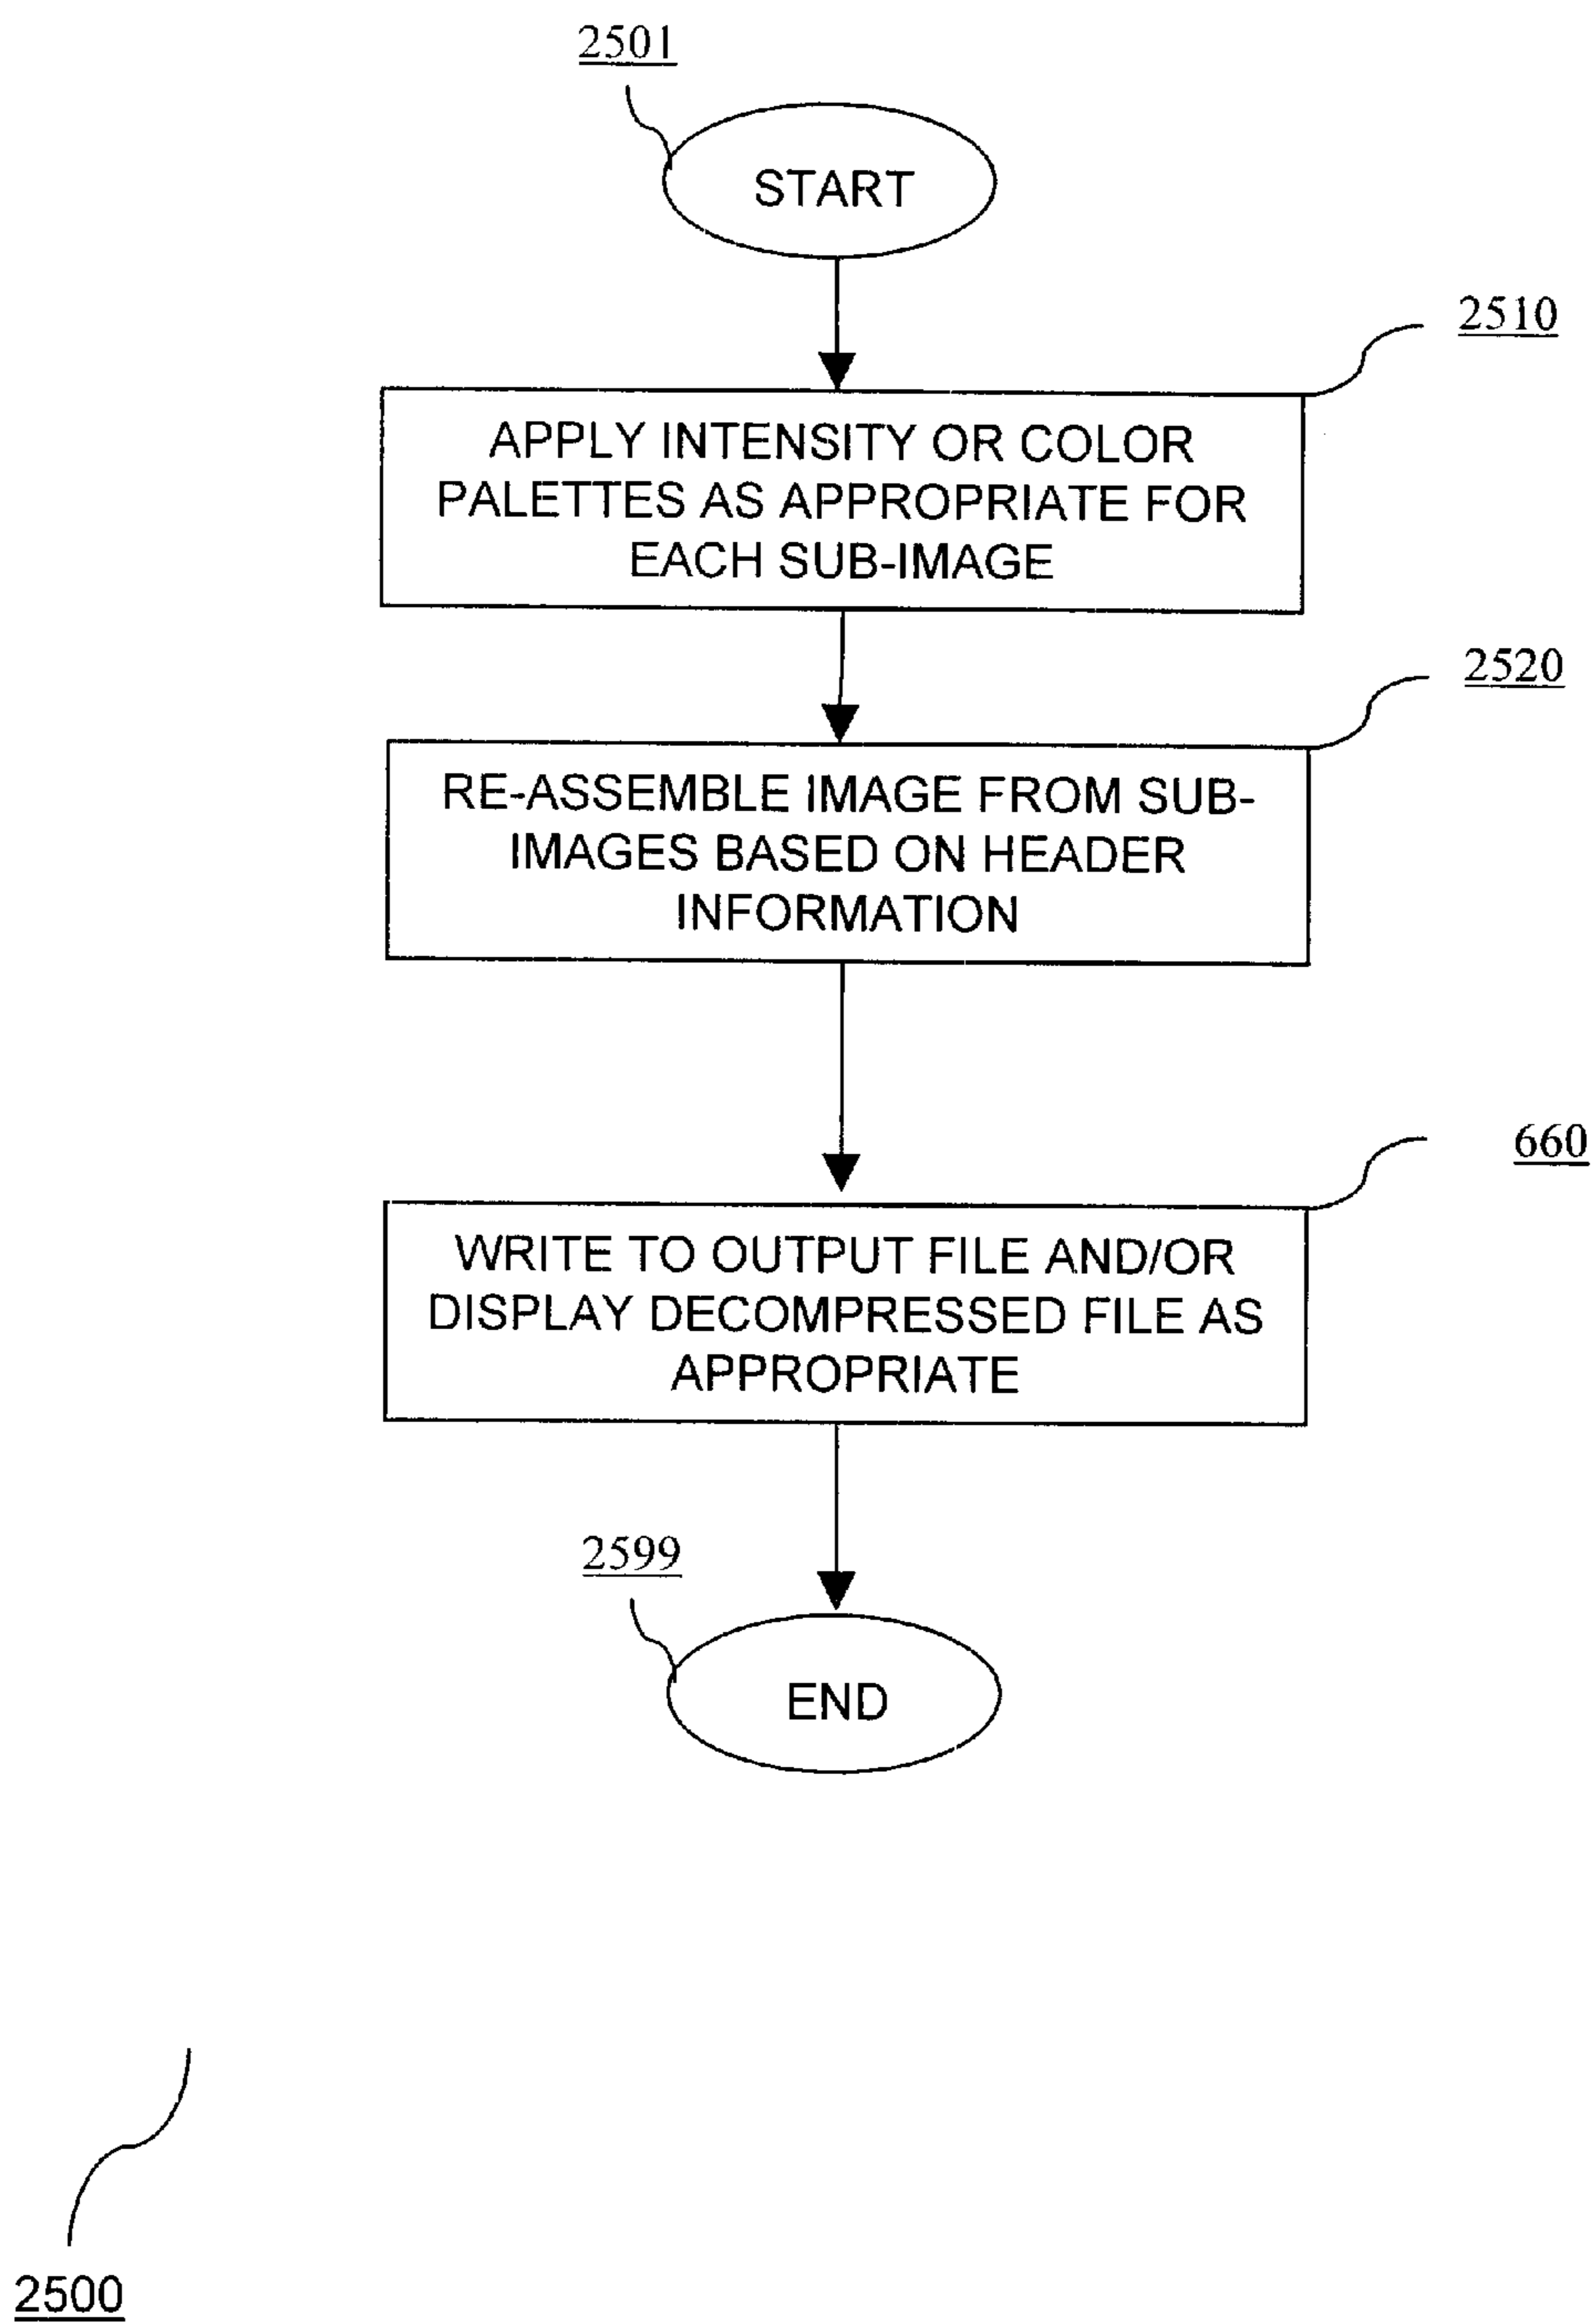 2501
START
2510
APPLY INTENSITY OR COLOR
PALETTES AS APPROPRIATE FOR
EACH SUB-IMAGE
2520
RE-ASSEMBLE IMAGE FROM SUB-
IMAGES BASED ON HEADER
INFORMATION
660
WRITE TO OUTPUT FILE AND/OR
DISPLAY DECOMPRESSED FILE AS
APPROPRIATE
2599
END
2500